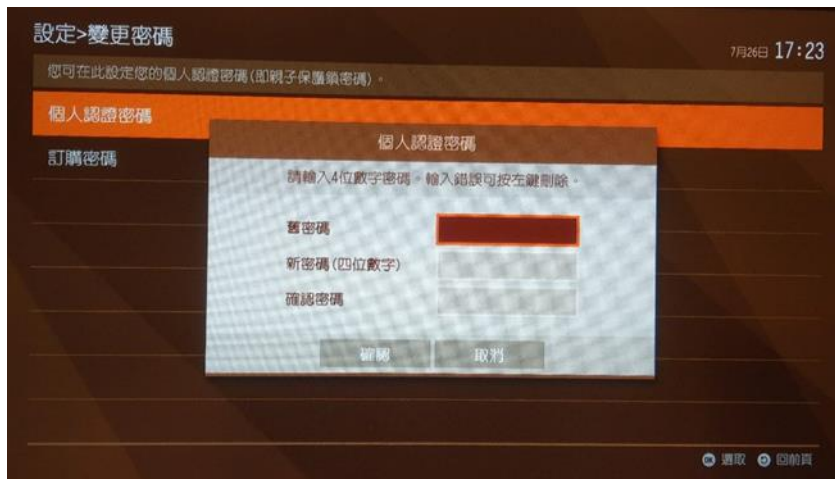 設定>變更密碼
7月26日 17:23
您可在此設定您的個人認證密碼(即親子保護鎖密碼)。
個人認證密碼
訂購密碼
個人認證密碼
請輸入4位數字密碼。輸入錯誤可按左鍵刪除。
舊密碼
新密碼(四位數字)
確認密碼
確認 取消
OK 選取 回前頁